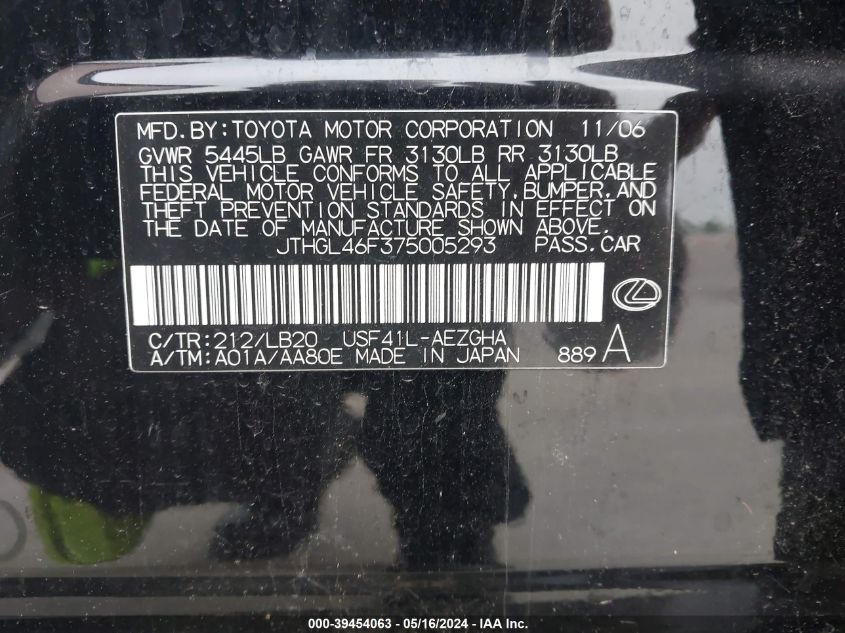 MFD.BY:TOYOTA MOTOR CORPORATION 11/06
GVWR 5445LB GAWR FR 3130LB RR 3130LB
THIS VEHICLE CONFORMS TO ALL APPLICABLE
FEDERAL MOTOR VEHICLE SAFETY,BUMPER,AND
THEFT PREVENTION STANDARDS IN EFFECT ON
THE DATE OF MANUFACTURE SHOWN ABOVE.
JTHGL46F375005293 PASS.CAR
C/TR:212/LB20 USF41L-AEZGHA
A/TM:A01A/AA80E MADE IN JAPAN 889A
000-39454063 - 05/16/2024 - IAA Inc.